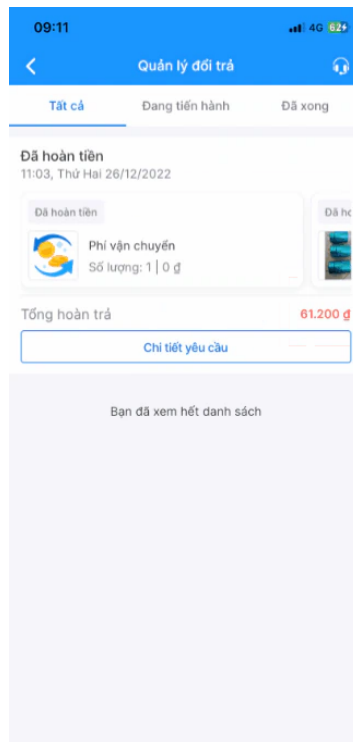 09:11
4G 62
Quản lý đổi trả
Tất cả Đang tiến hành Đã xong
Đã hoàn tiền
11:03, Thứ Hai 26/12/2022
Đã hoàn tiền Đã ho
Phí vận chuyển
Số lượng: 1 | 0 ₫
Tổng hoàn trả 61.200 ₫
Chi tiết yêu cầu
Bạn đã xem hết danh sách